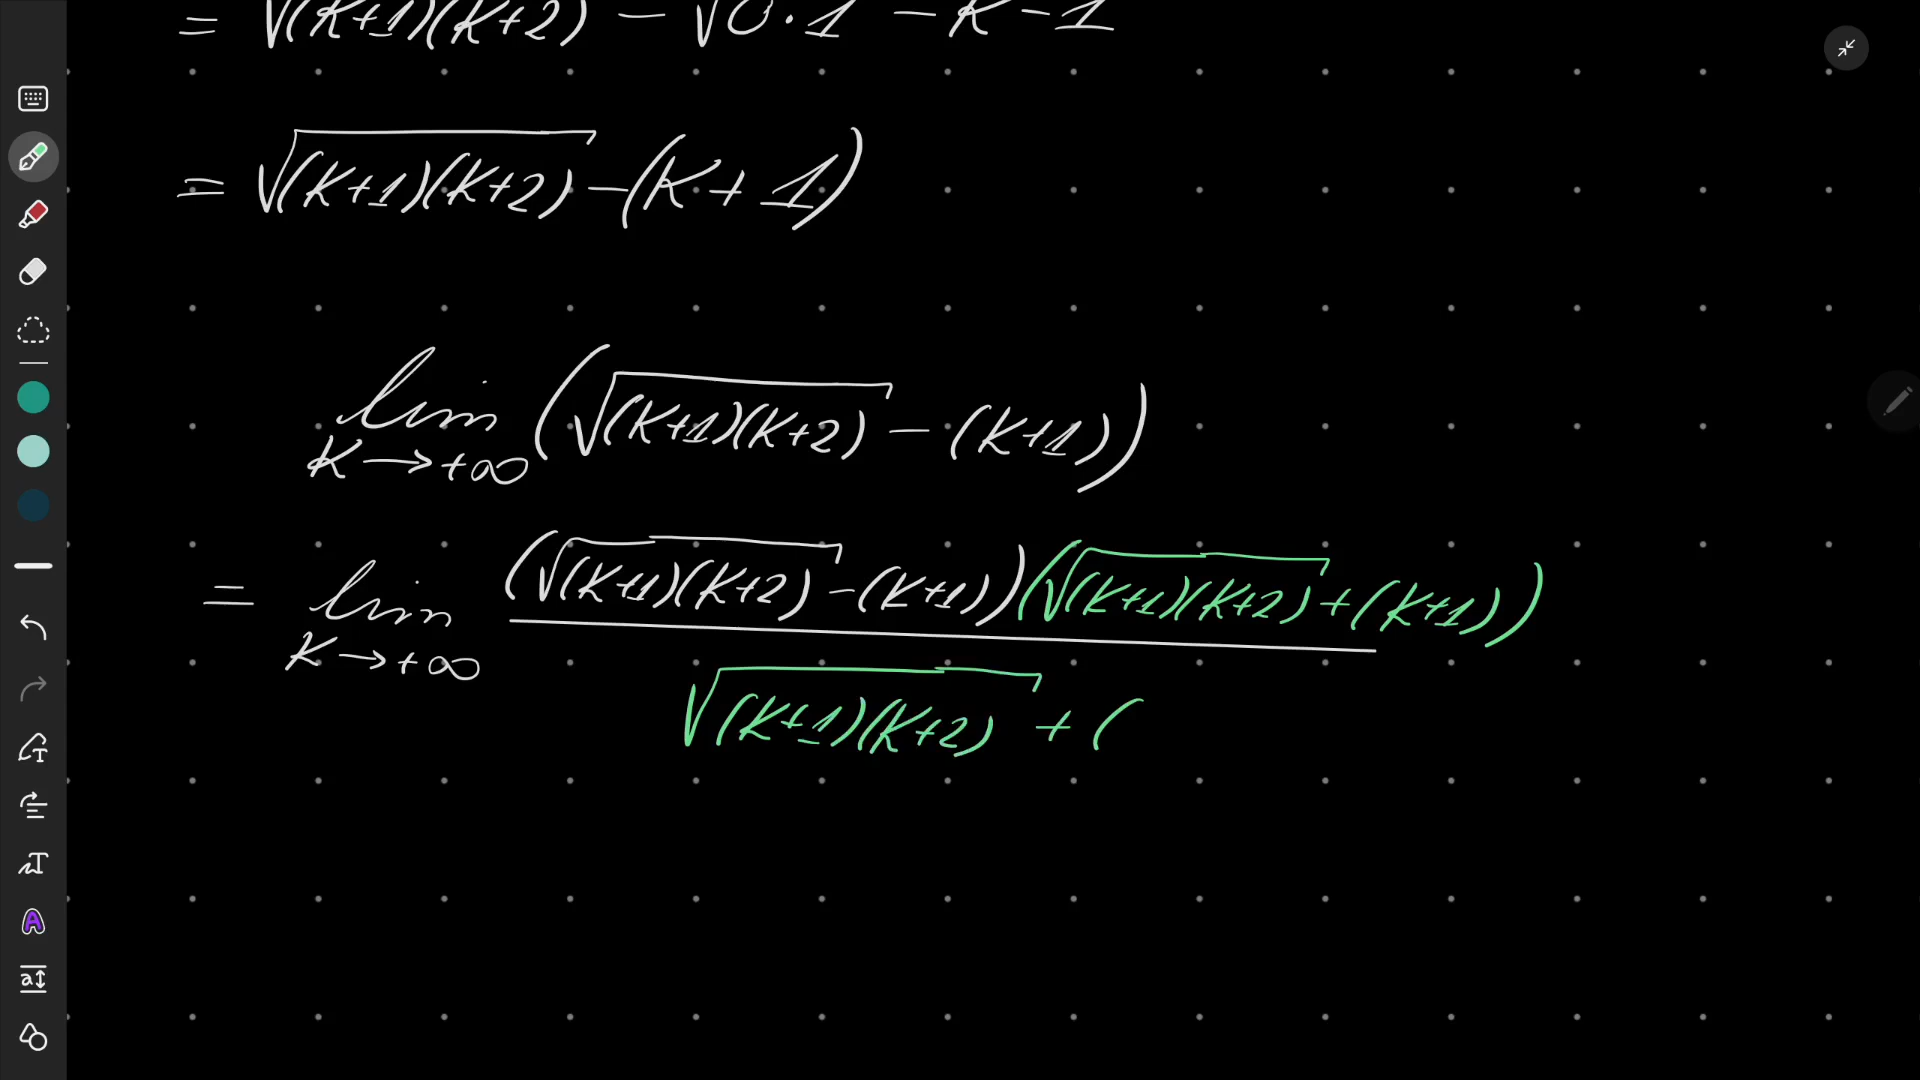 = √(K+1)(K+2) - √0·1 - K - 1
= √(K+1)(K+2) - (K+1)
lim K→+∞ (√(K+1)(K+2) - (K+1))
= lim K→+∞ (√(K+1)(K+2) - (K+1))(√(K+1)(K+2) + (K+1))
√(K+1)(K+2) + (